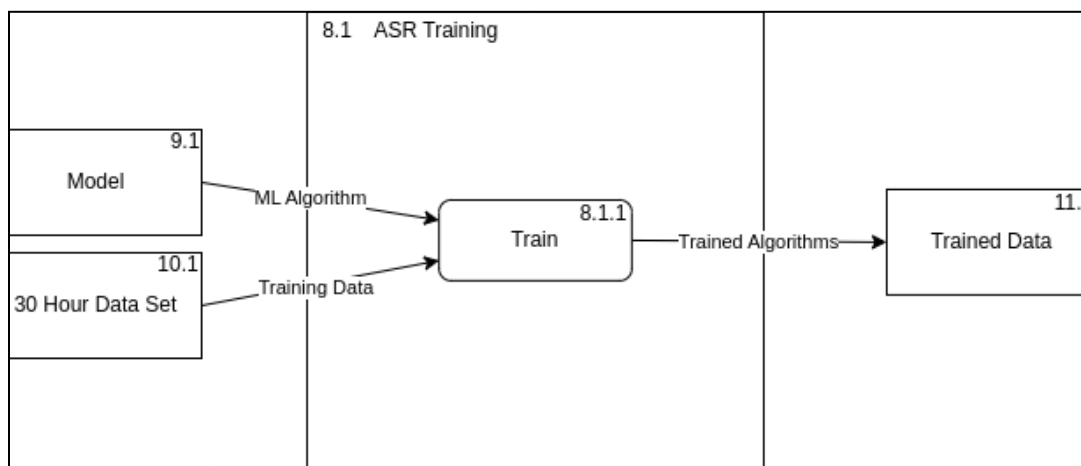 8.1 ASR Training
9.1
Model
ML Algorithm
10.1
30 Hour Data Set
Training Data
8.1.1
Train
Trained Algorithms
11.
Trained Data